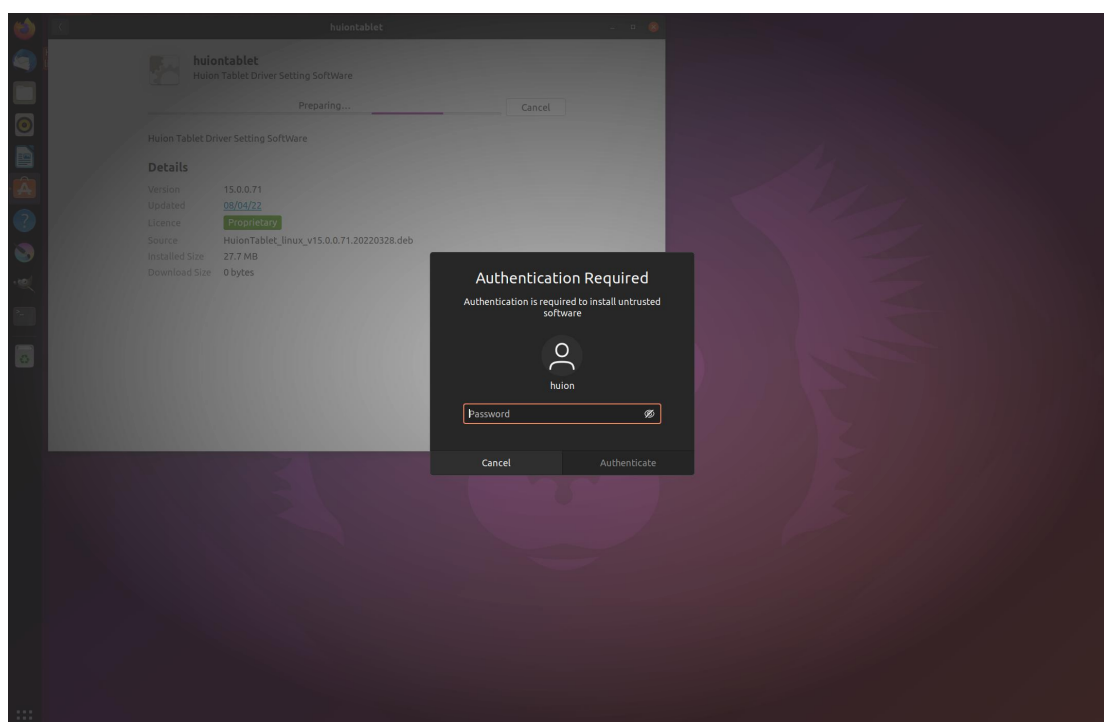 huiontablet
huiontablet
Huion Tablet Driver Setting SoftWare
Preparing...
Cancel
Huion Tablet Driver Setting SoftWare
Details
Version 15.0.0.71
Updated 08/04/22
Licence Proprietary
Source HuionTablet_linux_v15.0.0.71.20220328.deb
Installed Size 27.7 MB
Download Size 0 bytes
Authentication Required
Authentication is required to install untrusted
software
huion
Password
Cancel Authenticate